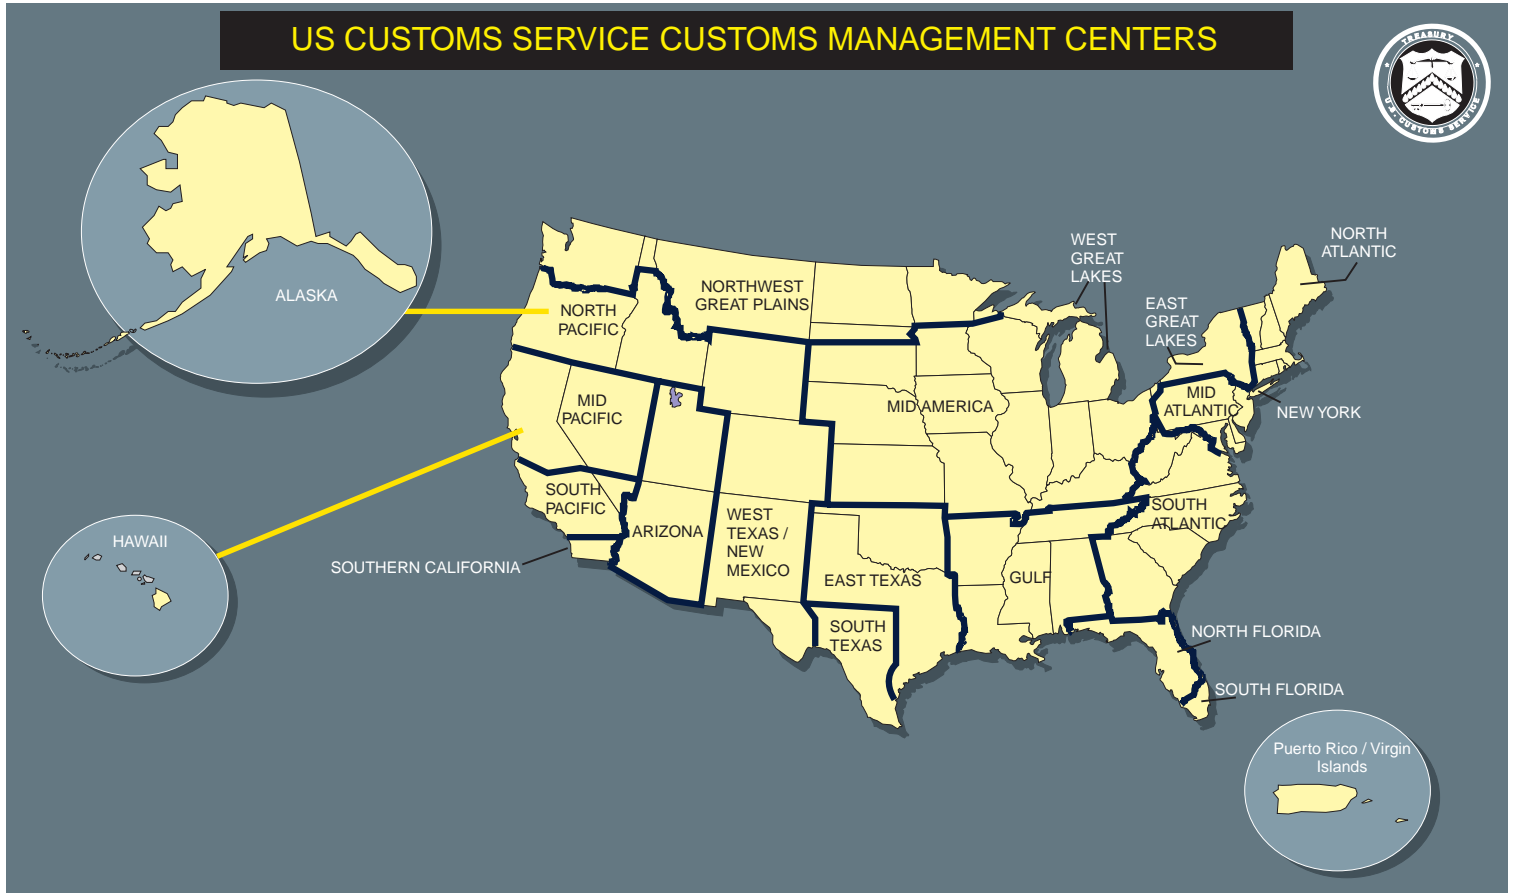 US CUSTOMS SERVICE CUSTOMS MANAGEMENT CENTERS
TREASURY
U.S. CUSTOMS SERVICE
ALASKA
HAWAII
NORTH
PACIFIC
NORTHWEST
GREAT PLAINS
WEST
GREAT
LAKES
NORTH
ATLANTIC
EAST
GREAT
LAKES
MID
PACIFIC
MID AMERICA
MID
ATLANTIC
NEW YORK
SOUTH
PACIFIC
ARIZONA
WEST
TEXAS /
NEW
MEXICO
SOUTH
ATLANTIC
SOUTHERN CALIFORNIA
EAST TEXAS
GULF
SOUTH
TEXAS
NORTH FLORIDA
SOUTH FLORIDA
Puerto Rico / Virgin
Islands